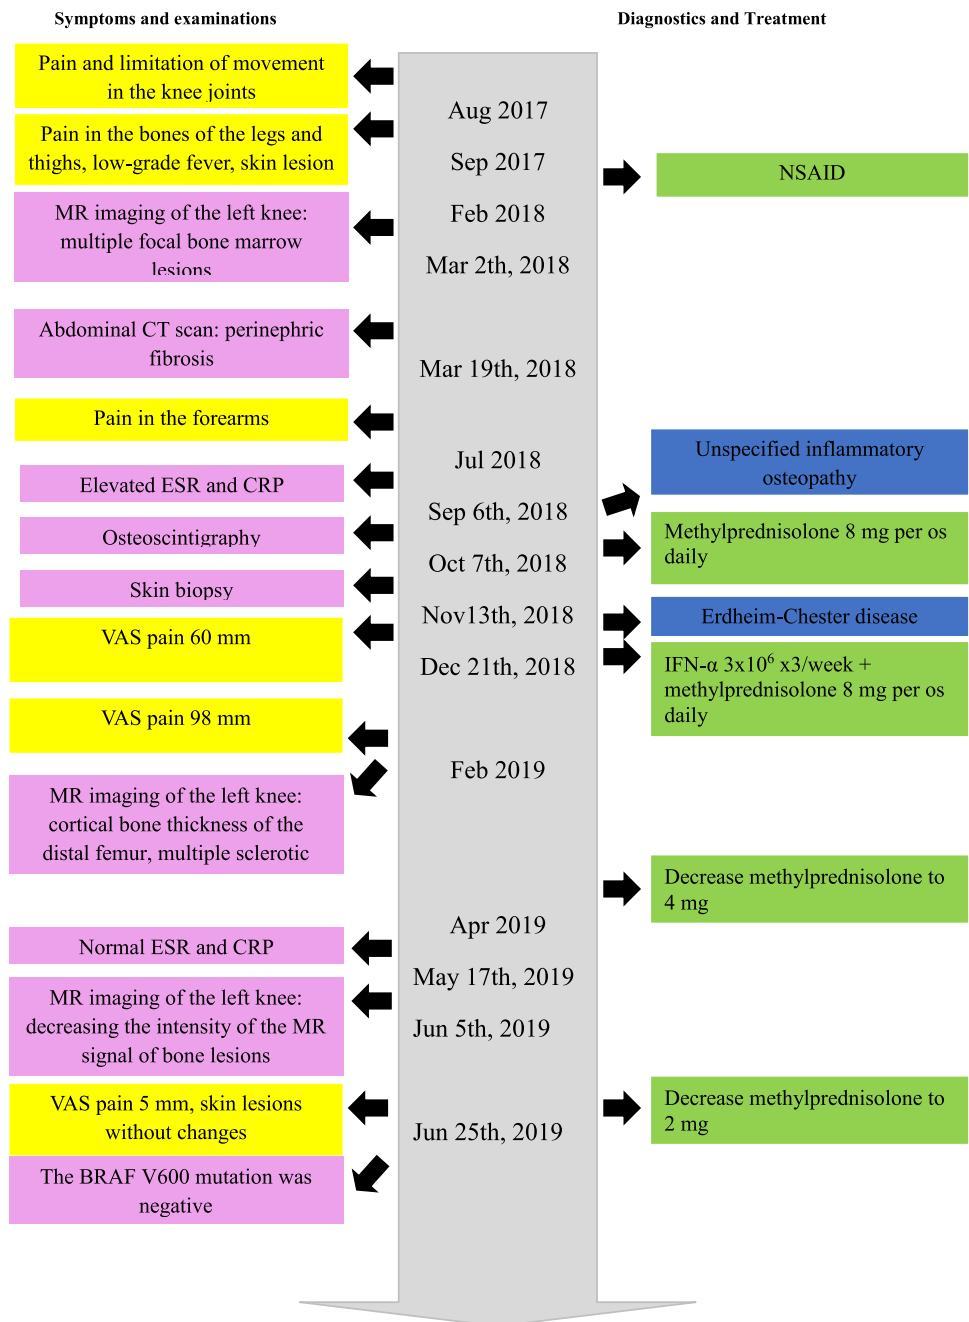 Symptoms and examinations
Diagnostics and Treatment
Pain and limitation of movement
in the knee joints
Aug 2017
Pain in the bones of the legs and
thighs, low-grade fever, skin lesion
Sep 2017
NSAID
MR imaging of the left knee:
multiple focal bone marrow
lesions
Feb 2018
Mar 2th, 2018
Abdominal CT scan: perinephric
fibrosis
Mar 19th, 2018
Pain in the forearms
Jul 2018
Unspecified inflammatory
osteopathy
Elevated ESR and CRP
Sep 6th, 2018
Methylprednisolone 8 mg per os
daily
Osteoscintigraphy
Oct 7th, 2018
Skin biopsy
Nov13th, 2018
Erdheim-Chester disease
VAS pain 60 mm
Dec 21th, 2018
IFN-α 3x10⁶ x3/week +
methylprednisolone 8 mg per os
daily
VAS pain 98 mm
Feb 2019
MR imaging of the left knee:
cortical bone thickness of the
distal femur, multiple sclerotic
Decrease methylprednisolone to
4 mg
Apr 2019
Normal ESR and CRP
May 17th, 2019
MR imaging of the left knee:
decreasing the intensity of the MR
signal of bone lesions
Jun 5th, 2019
VAS pain 5 mm, skin lesions
without changes
Decrease methylprednisolone to
2 mg
Jun 25th, 2019
The BRAF V600 mutation was
negative